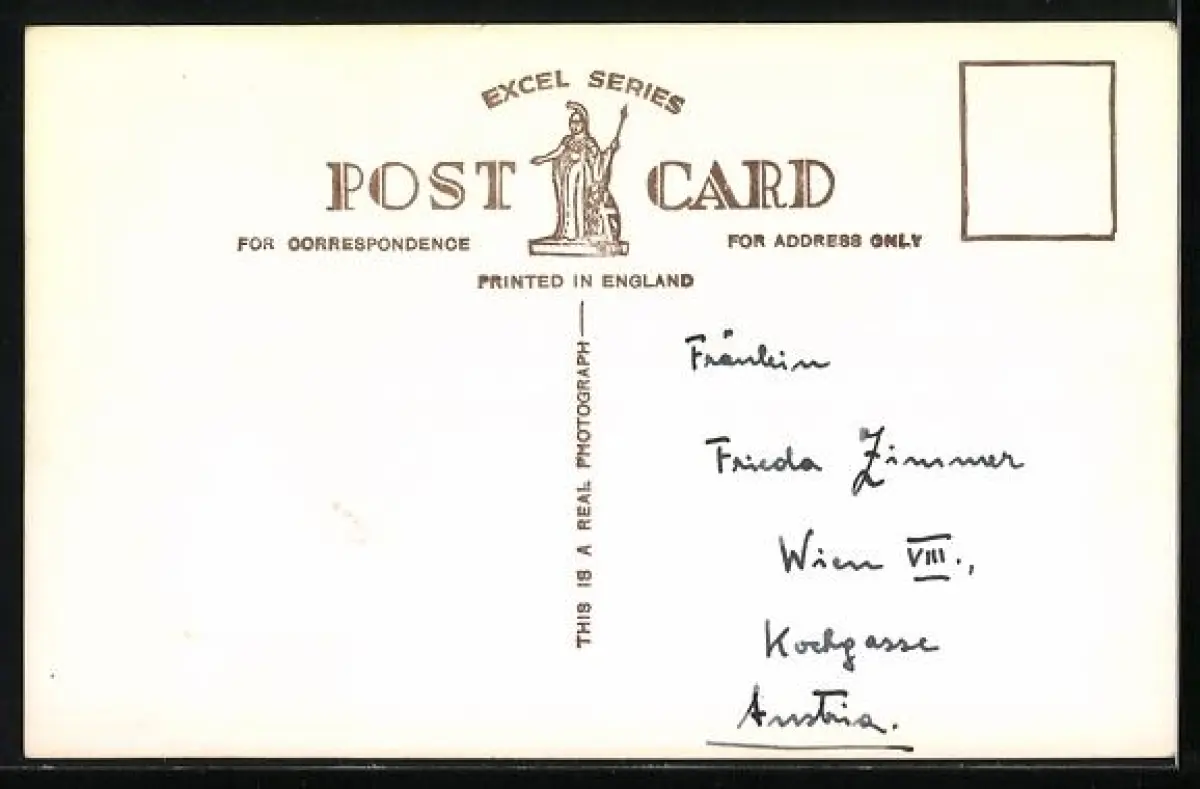 EXCEL SERIES
POST CARD
FOR CORRESPONDENCE
FOR ADDRESS ONLY
PRINTED IN ENGLAND
THIS IS A REAL PHOTOGRAPH
Fräulein
Frieda Zimmer
Wien VIII.,
Kochgasse
Austria.